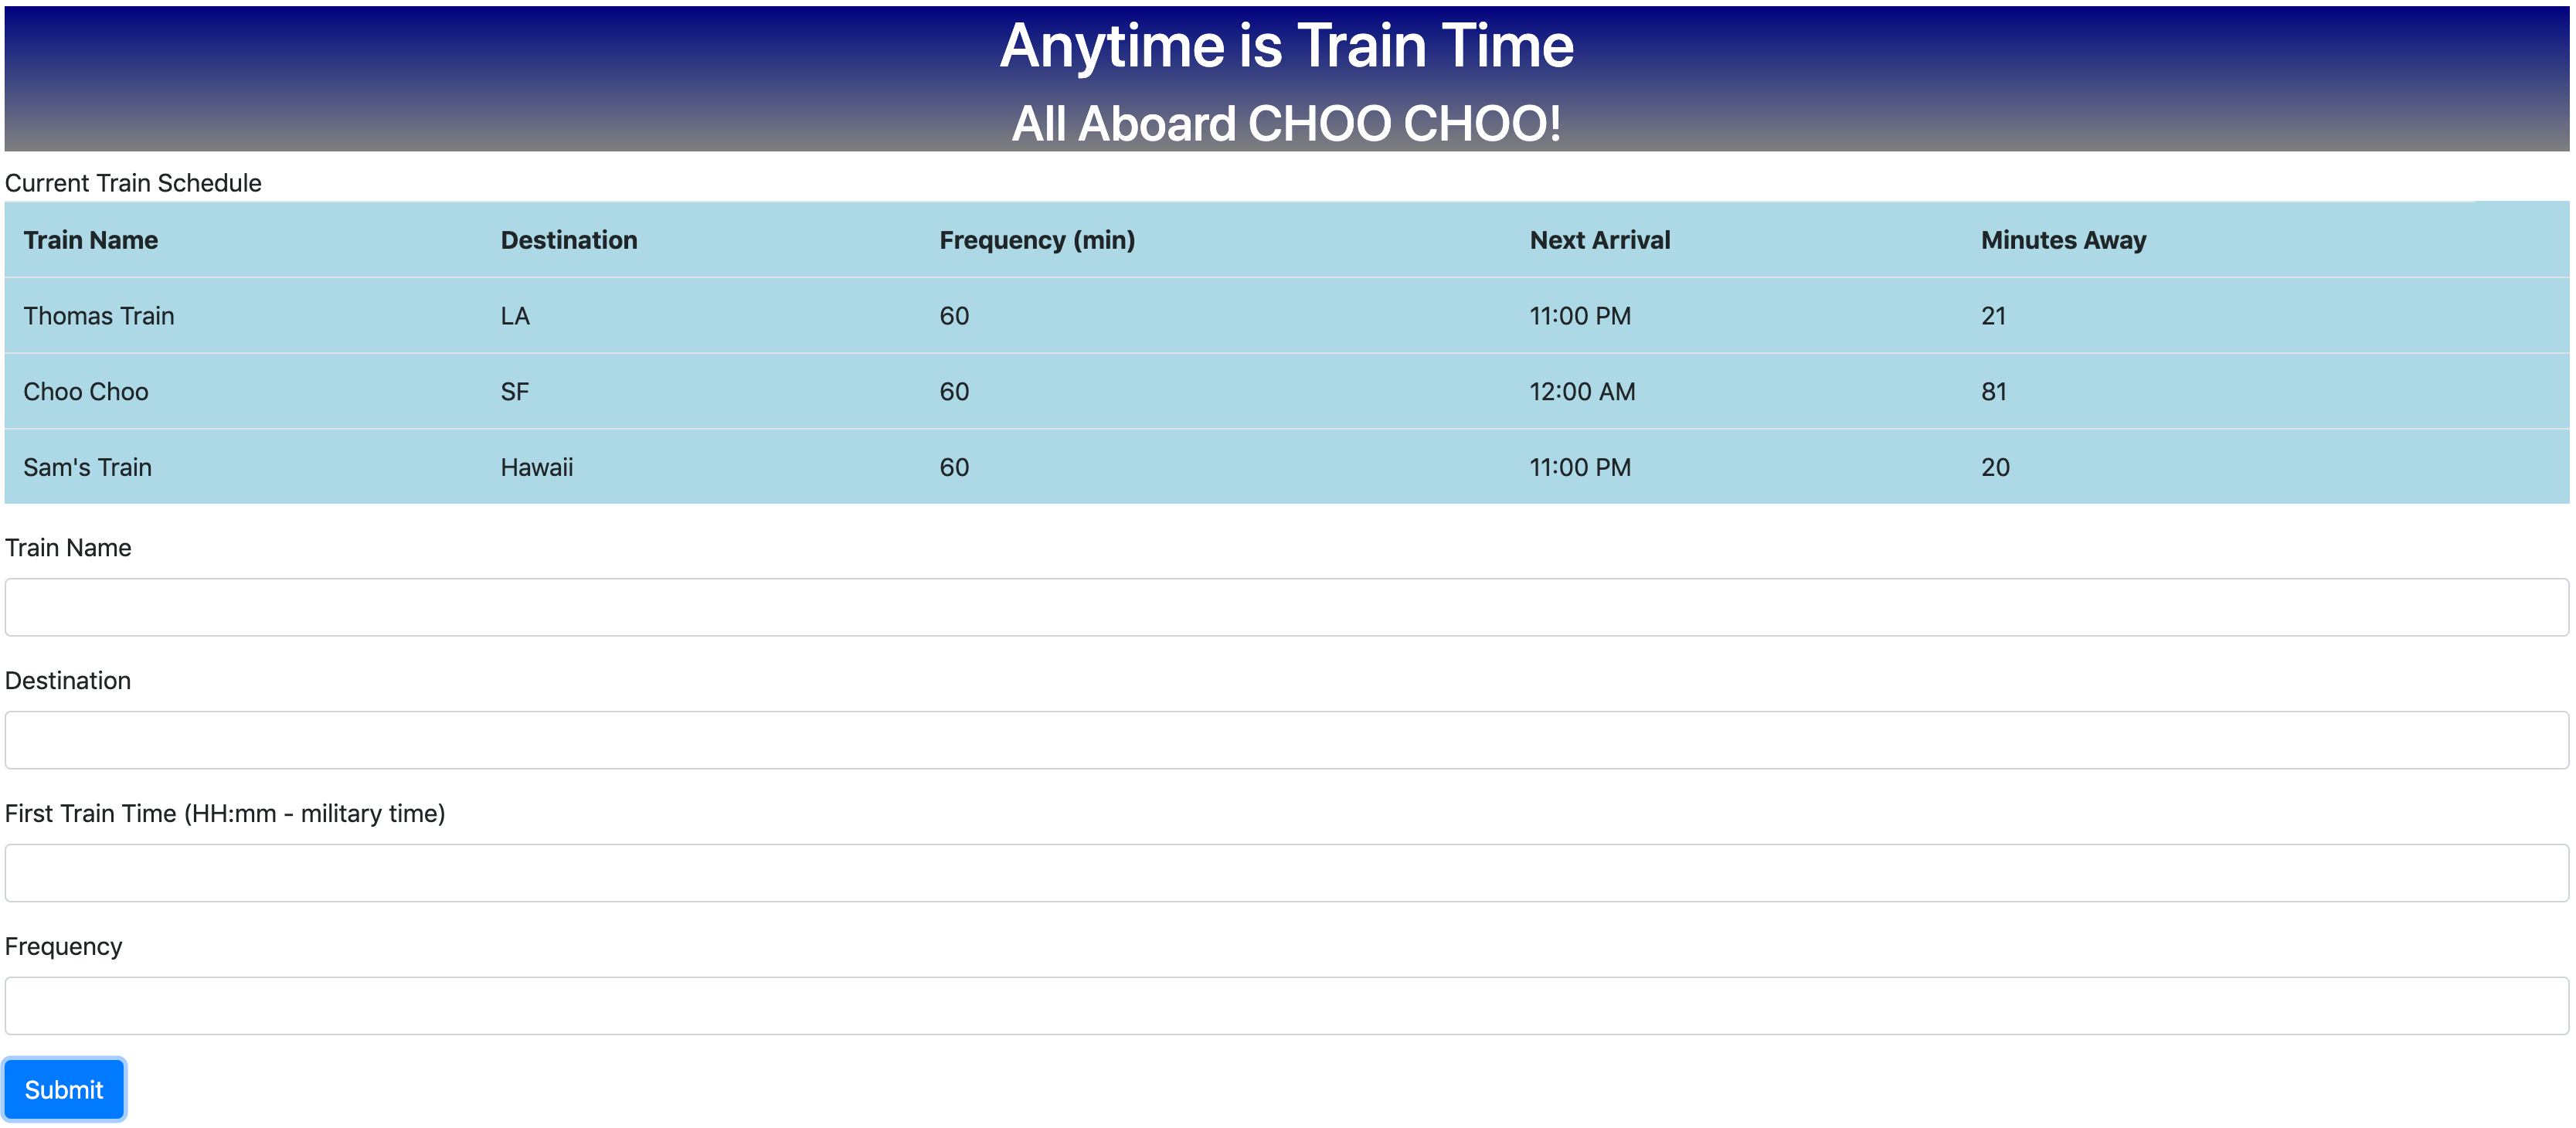 Anytime is Train Time
All Aboard CHOO CHOO!
Current Train Schedule
Train Name Destination Frequency (min) Next Arrival Minutes Away
Thomas Train LA 60 11:00 PM 21
Choo Choo SF 60 12:00 AM 81
Sam's Train Hawaii 60 11:00 PM 20
Train Name
Destination
First Train Time (HH:mm - military time)
Frequency
Submit